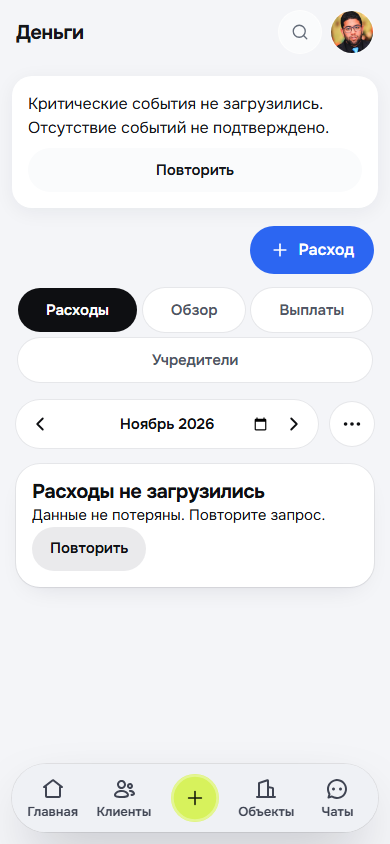 Деньги
Критические события не загрузились.
Отсутствие событий не подтверждено.
Повторить
Расход
Расходы
Обзор
Выплаты
Учредители
Ноябрь 2026
Расходы не загрузились
Данные не потеряны. Повторите запрос.
Повторить
Главная
Клиенты
Объекты
Чаты